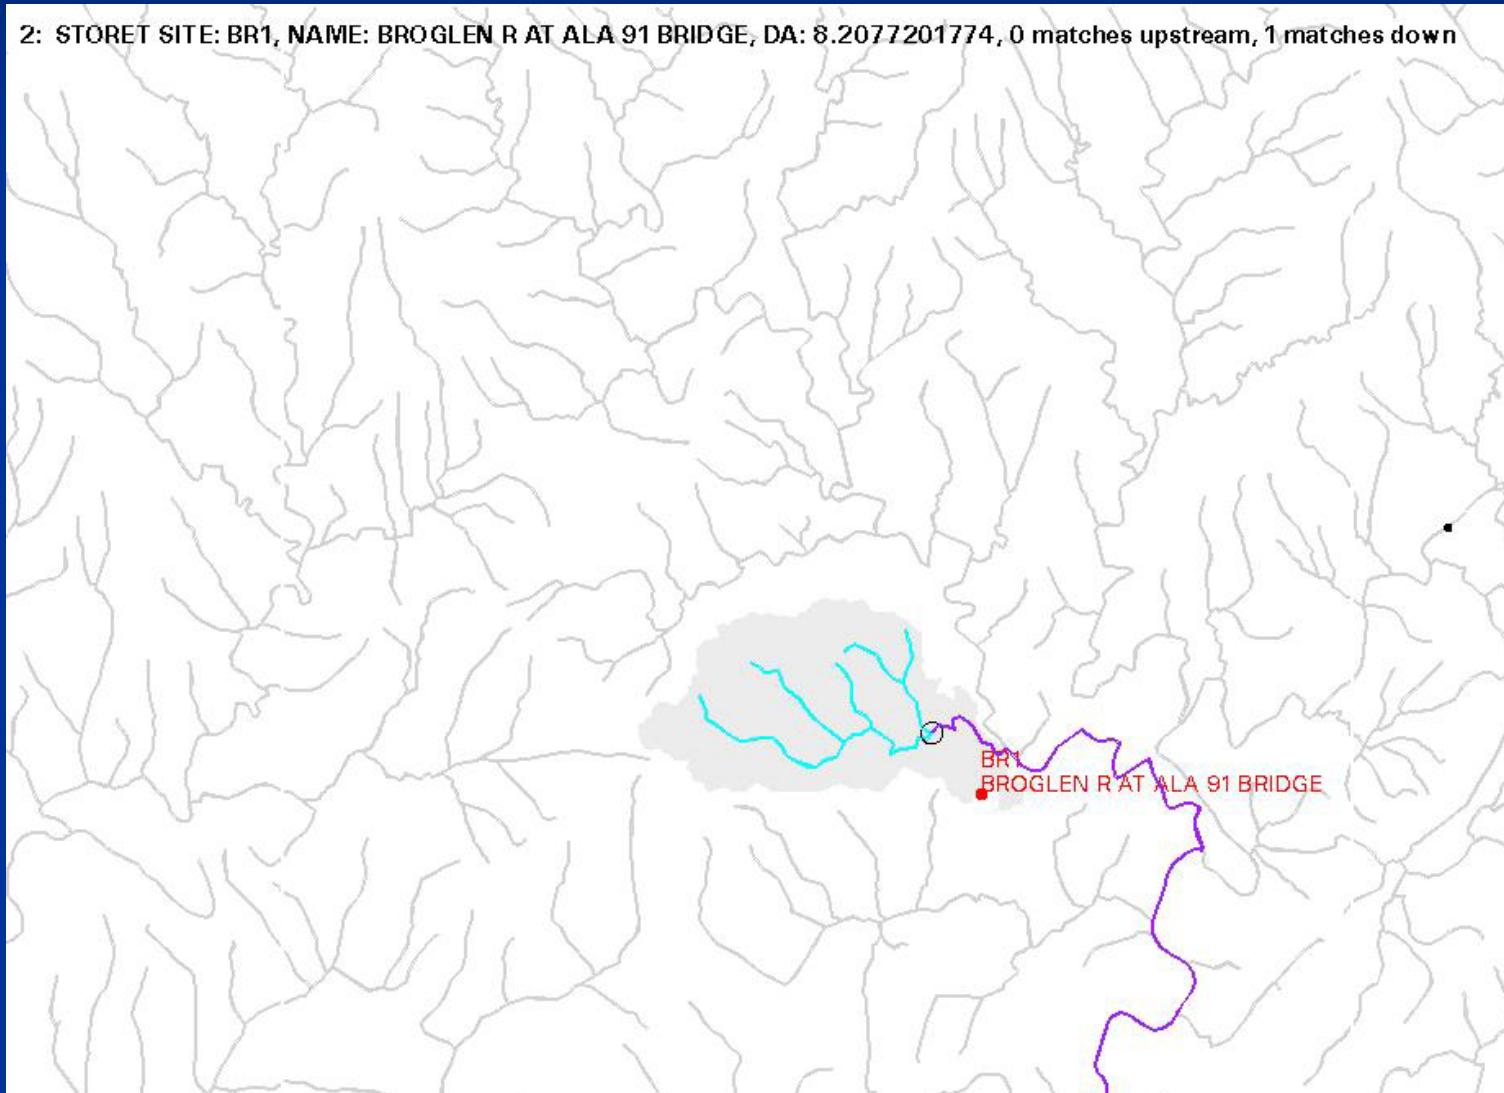 2: STORET SITE: BR1, NAME: BROGLEN R AT ALA 91 BRIDGE, DA: 8.2077201774, 0 matches upstream, 1 matches down
BR1
BROGLEN R AT ALA 91 BRIDGE